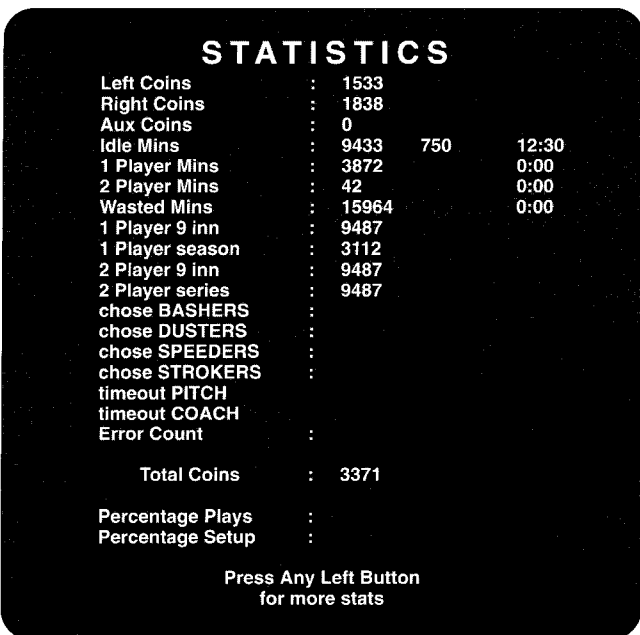 STATISTICS
Left Coins : 1533
Right Coins : 1838
Aux Coins : 0
Idle Mins : 9433 750 12:30
1 Player Mins : 3872 0:00
2 Player Mins : 42 0:00
Wasted Mins : 15964 0:00
1 Player 9 inn : 9487
1 Player season : 3112
2 Player 9 inn : 9487
2 Player series : 9487
chose BASHERS :
chose DUSTERS :
chose SPEEDERS :
chose STROKERS :
timeout PITCH
timeout COACH
Error Count :
Total Coins : 3371
Percentage Plays :
Percentage Setup :
Press Any Left Button
for more stats